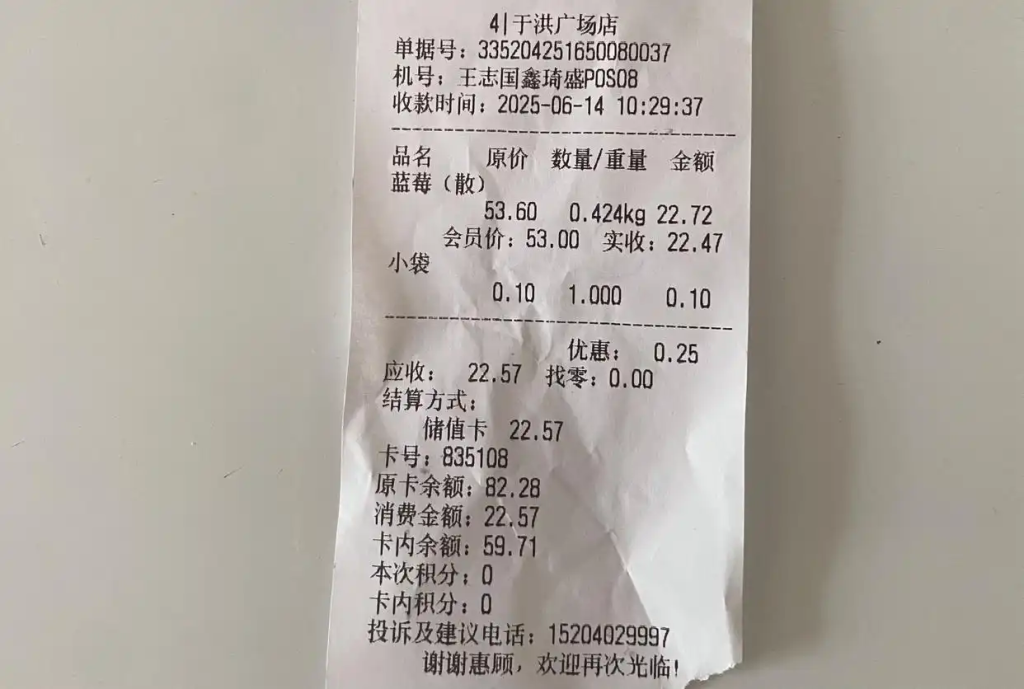 4|于洪广场店
单据号：335204251650080037
机号：王志国鑫琦盛POS08
收款时间：2025-06-14 10:29:37
品名 原价 数量/重量 金额
蓝莓（散）
53.60 0.424kg 22.72
会员价：53.00 实收：22.47
小袋
0.10 1.000 0.10
优惠： 0.25
应收： 22.57 找零：0.00
结算方式：
储值卡 22.57
卡号：835108
原卡余额：82.28
消费金额：22.57
卡内余额：59.71
本次积分：0
卡内积分：0
投诉及建议电话：15204029997
谢谢惠顾，欢迎再次光临！